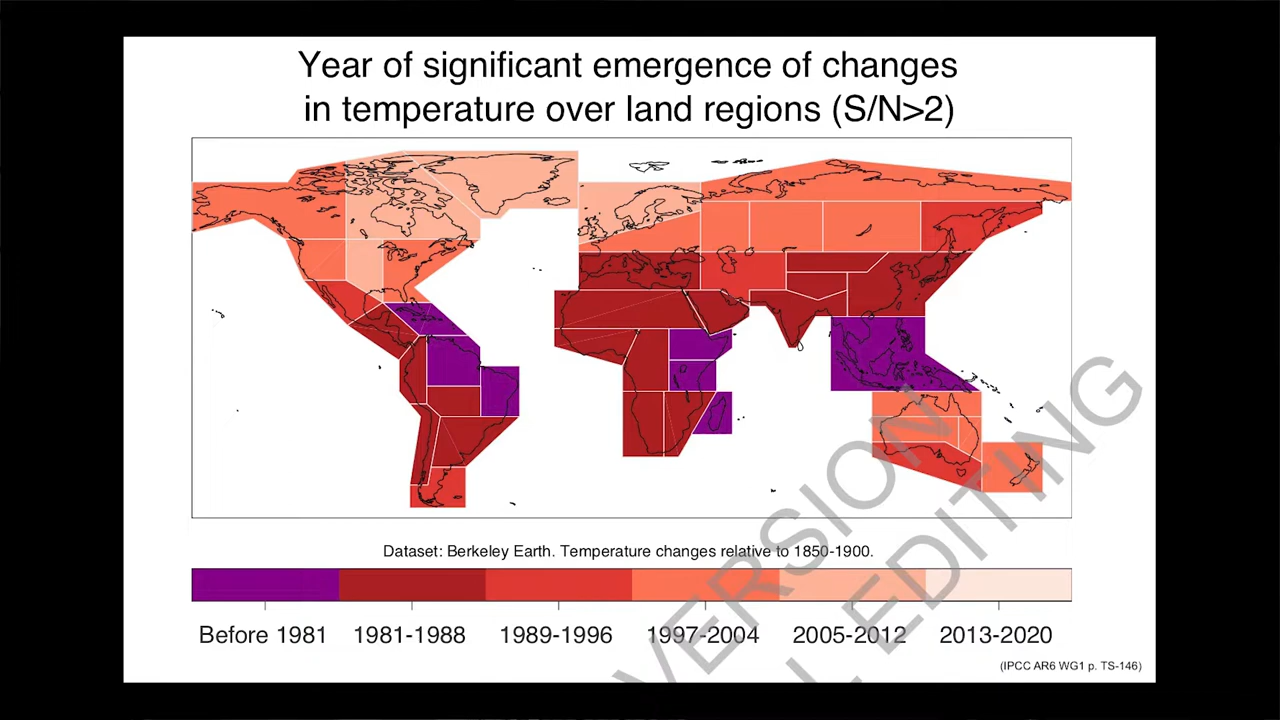 Year of significant emergence of changes
in temperature over land regions (S/N>2)
Dataset: Berkeley Earth. Temperature changes relative to 1850-1900.
Before 1981 1981-1988 1989-1996 1997-2004 2005-2012 2013-2020
(IPCC AR6 WG1 p. TS-146)
VERSION
EDITING